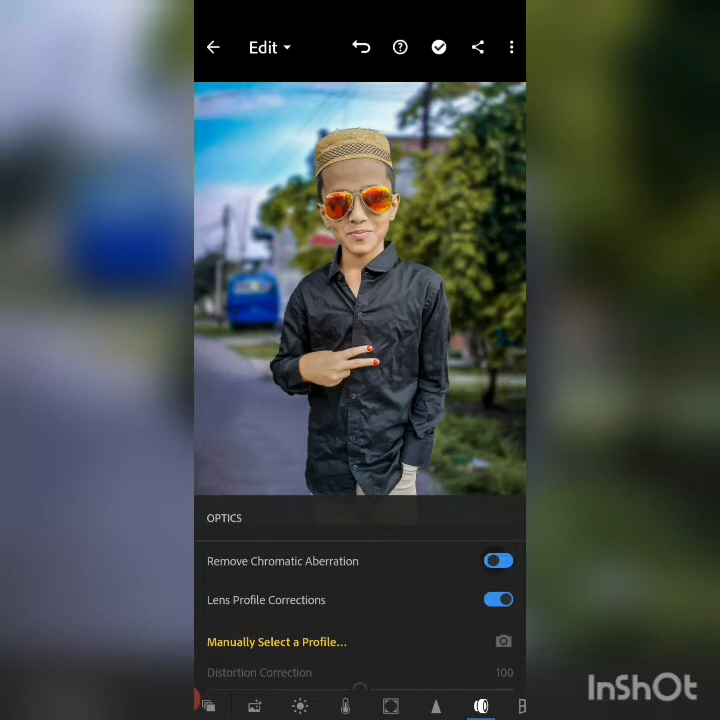 Edit
OPTICS
Remove Chromatic Aberration
Lens Profile Corrections
Manually Select a Profile...
Distortion Correction 100
InShOt